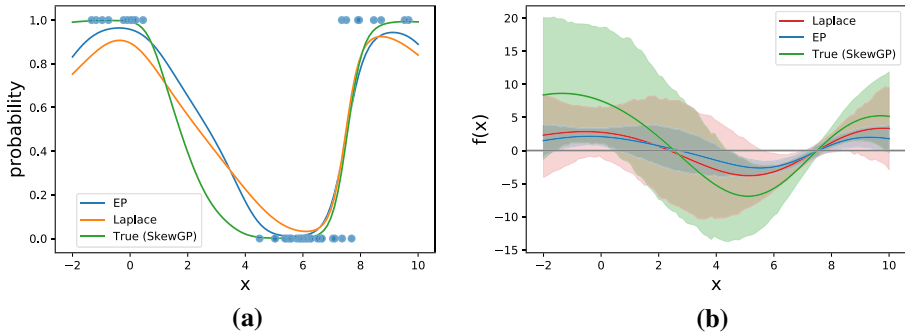 1.0
0.8
0.6
0.4
0.2
0.0
probability
EP
Laplace
True (SkewGP)
−2 0 2 4 6 8 10
x
(a)
20
15
10
5
0
−5
−10
−15
f(x)
Laplace
EP
True (SkewGP)
−2 0 2 4 6 8 10
x
(b)